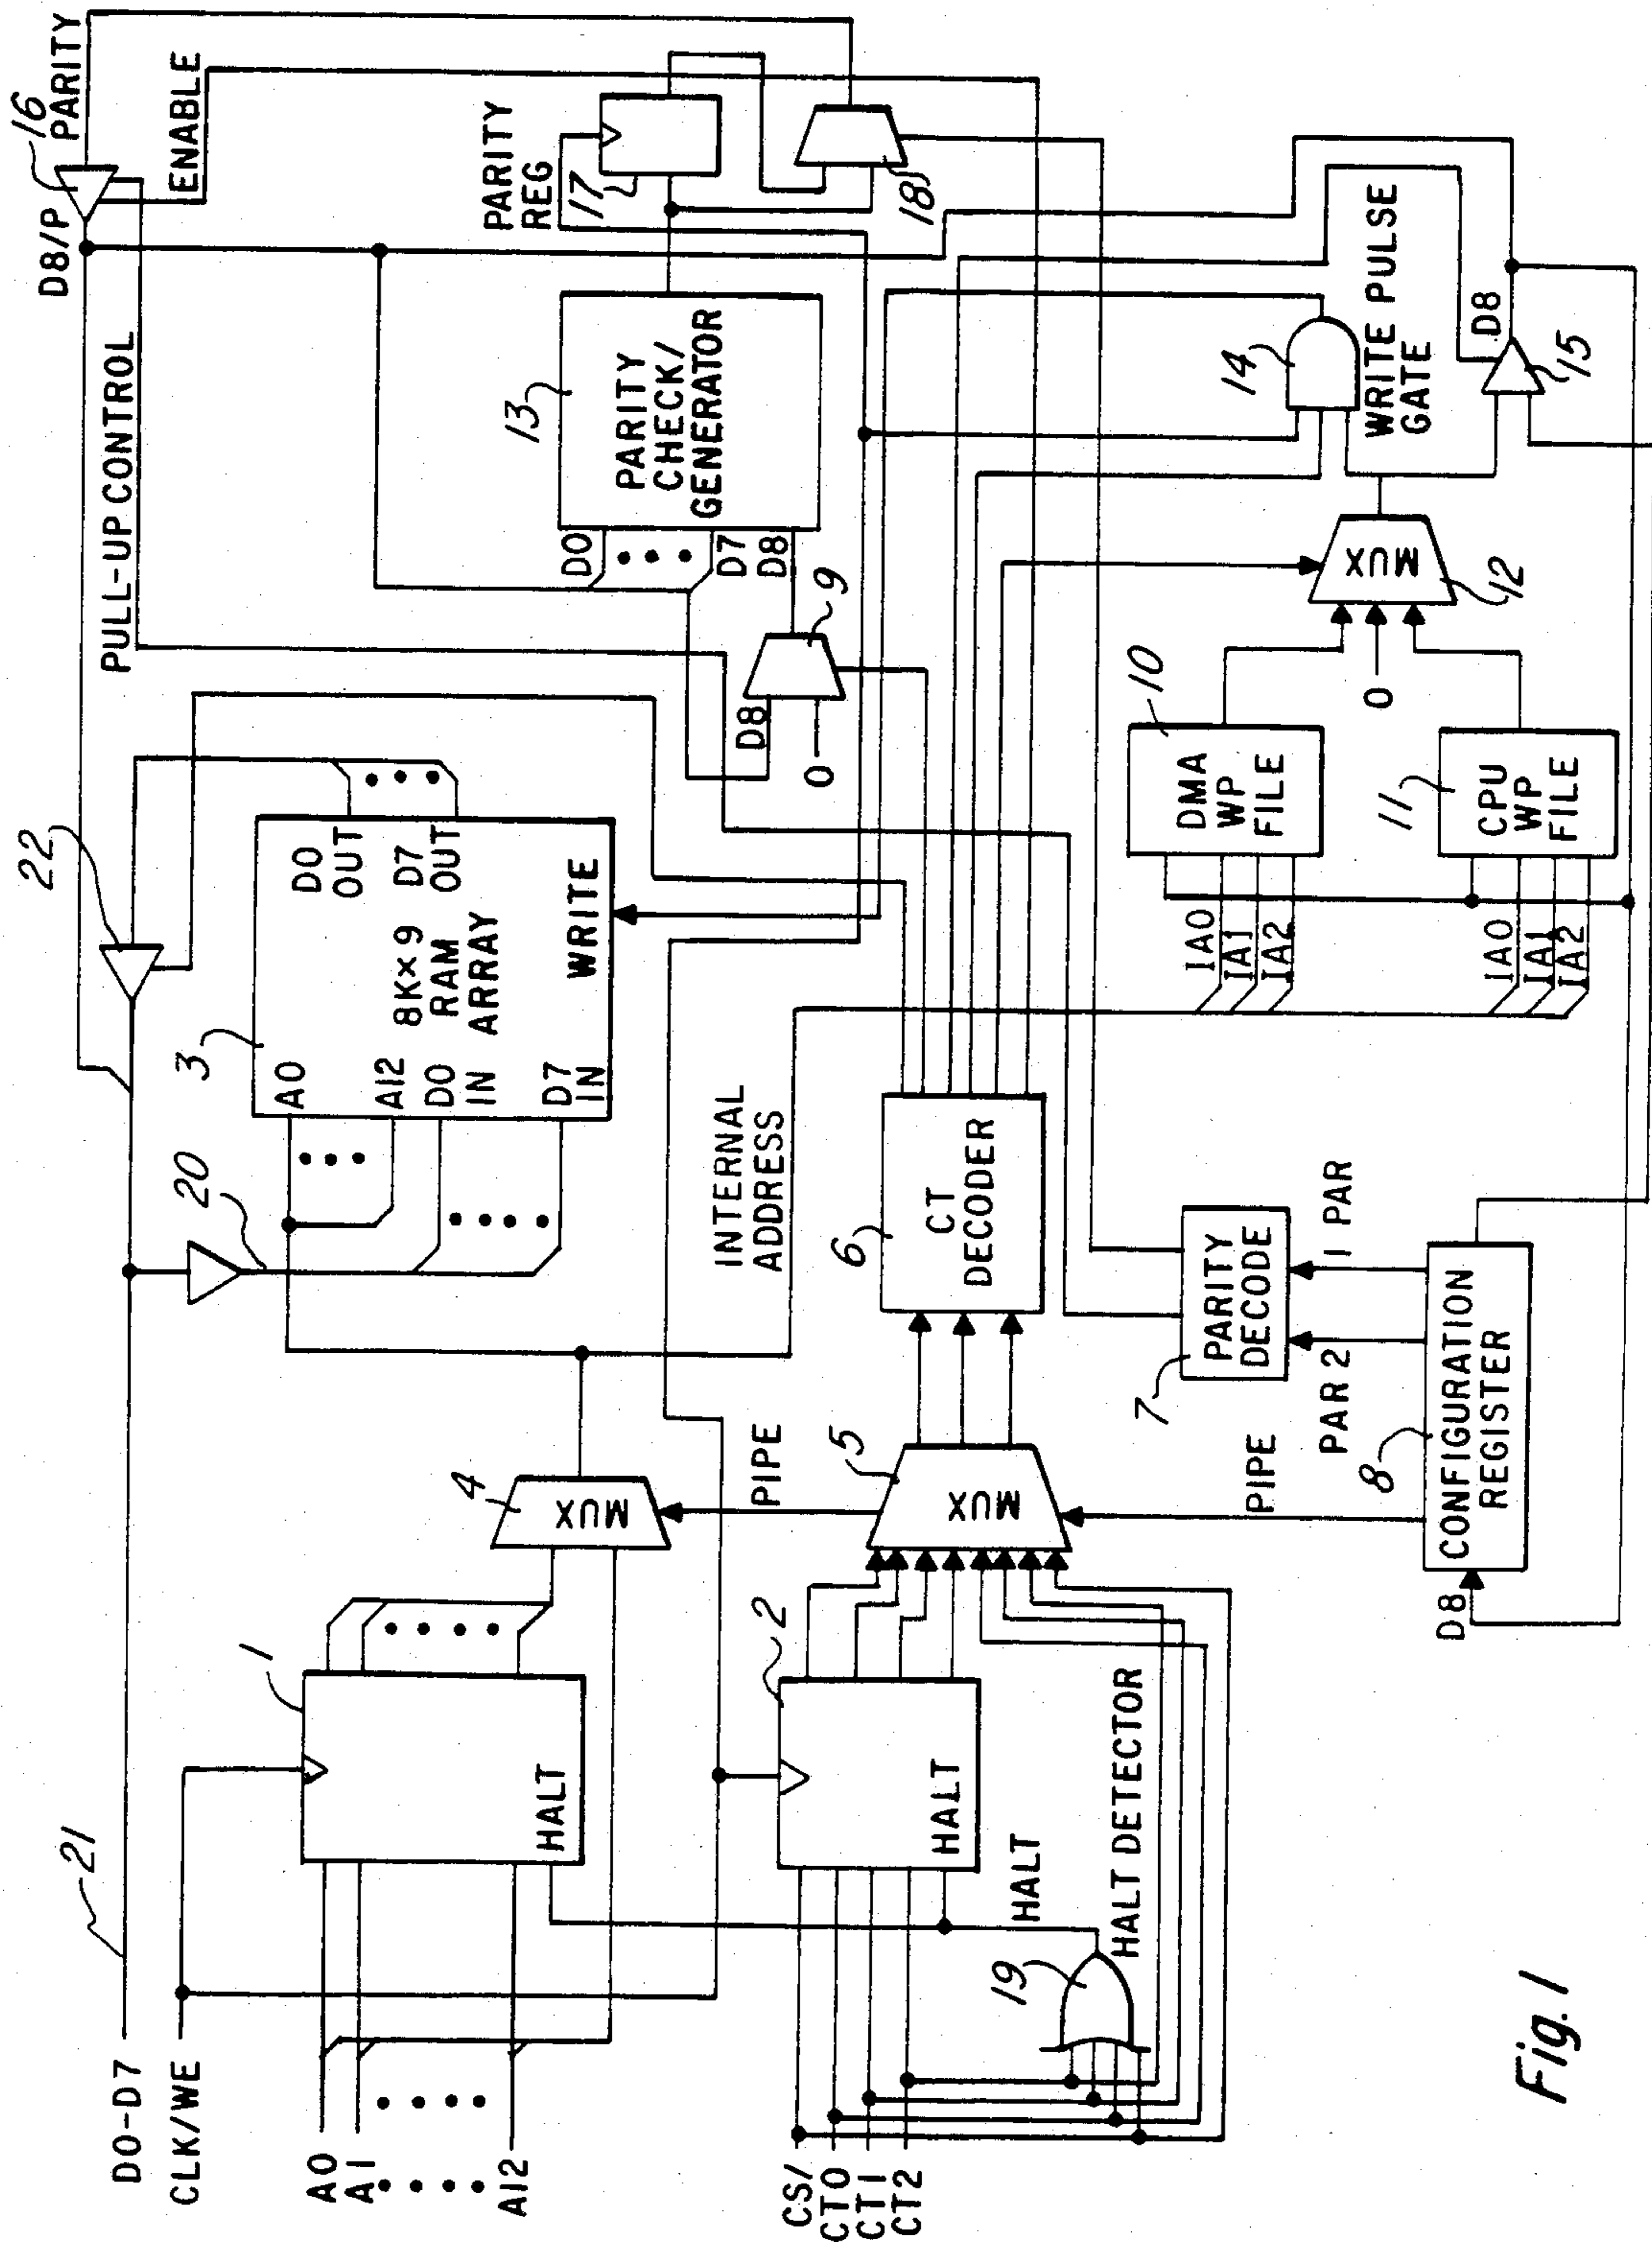 D0-D7
21
CLK/WE
A0
A1
A12
1
HALT
CS/
CT0
CT1
CT2
2
HALT
HALT
19
HALT DETECTOR
4
MUX
PIPE
5
MUX
PIPE
D8
8
CONFIGURATION
REGISTER
PAR 2
1 PAR
7
PARITY
DECODE
20
3
A0
A12
D0
IN
D7
IN
8K×9
RAM
ARRAY
D0
OUT
D7
OUT
WRITE
22
INTERNAL
ADDRESS
6
CT
DECODER
PULL-UP CONTROL
D8/P
16
PARITY
ENABLE
D8
0
9
D0
D7
D8
13
PARITY
CHECK/
GENERATOR
PARITY
REG
17
18
IA0
IA1
IA2
10
DMA
WP
FILE
IA0
IA1
IA2
11
CPU
WP
FILE
0
MUX
12
14
WRITE PULSE
GATE
D8
15
Fig. 1